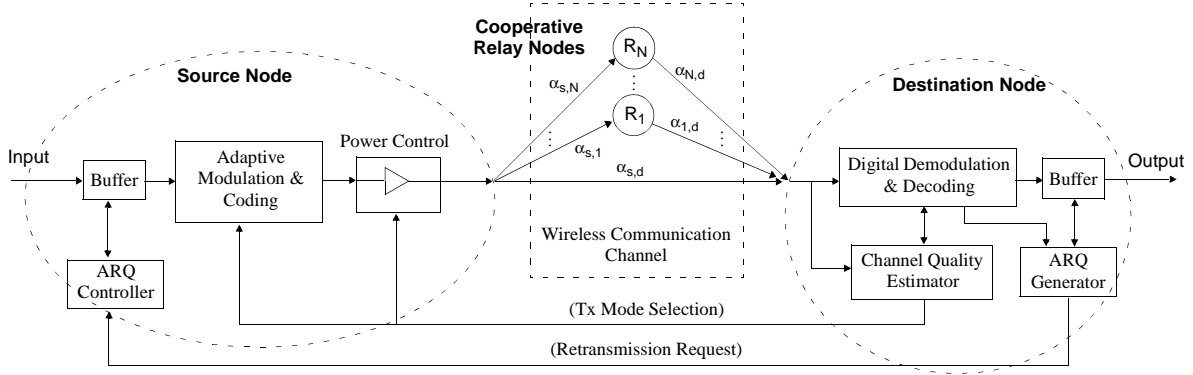 Cooperative
Relay Nodes
R_N
Source Node
α_s,N
α_N,d
Destination Node
R_1
Power Control
α_s,1
α_1,d
Input
Buffer
Adaptive
Modulation &
Coding
α_s,d
Digital Demodulation
& Decoding
Buffer
Output
Wireless Communication
Channel
ARQ
Controller
Channel Quality
Estimator
ARQ
Generator
(Tx Mode Selection)
(Retransmission Request)